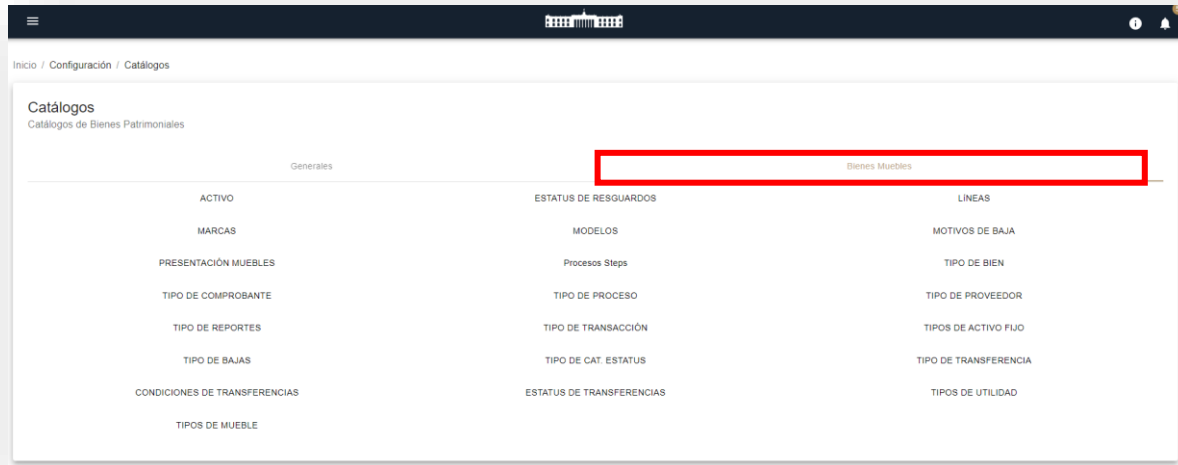 Inicio / Configuración / Catálogos
Catálogos
Catálogos de Bienes Patrimoniales
Generales Bienes Muebles
ACTIVO ESTATUS DE RESGUARDOS LÍNEAS
MARCAS MODELOS MOTIVOS DE BAJA
PRESENTACIÓN MUEBLES Procesos Steps TIPO DE BIEN
TIPO DE COMPROBANTE TIPO DE PROCESO TIPO DE PROVEEDOR
TIPO DE REPORTES TIPO DE TRANSACCIÓN TIPOS DE ACTIVO FIJO
TIPO DE BAJAS TIPO DE CAT. ESTATUS TIPO DE TRANSFERENCIA
CONDICIONES DE TRANSFERENCIAS ESTATUS DE TRANSFERENCIAS TIPOS DE UTILIDAD
TIPOS DE MUEBLE